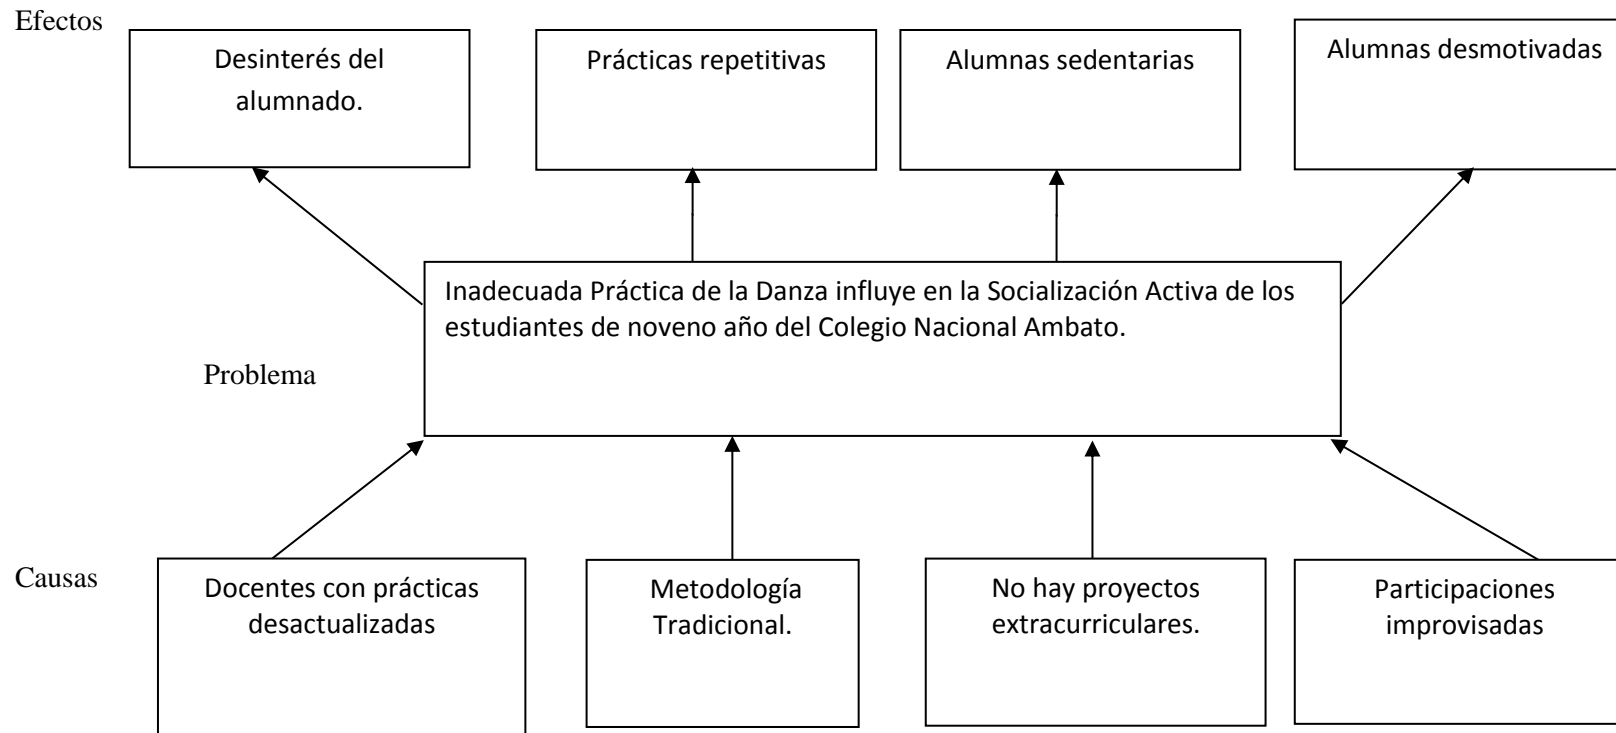 Efectos
Desinterés del
alumnado.
Prácticas repetitivas
Alumnas sedentarias
Alumnas desmotivadas
Inadecuada Práctica de la Danza influye en la Socialización Activa de los
estudiantes de noveno año del Colegio Nacional Ambato.
Problema
Causas
Docentes con prácticas
desactualizadas
Metodología
Tradicional.
No hay proyectos
extracurriculares.
Participaciones
improvisadas